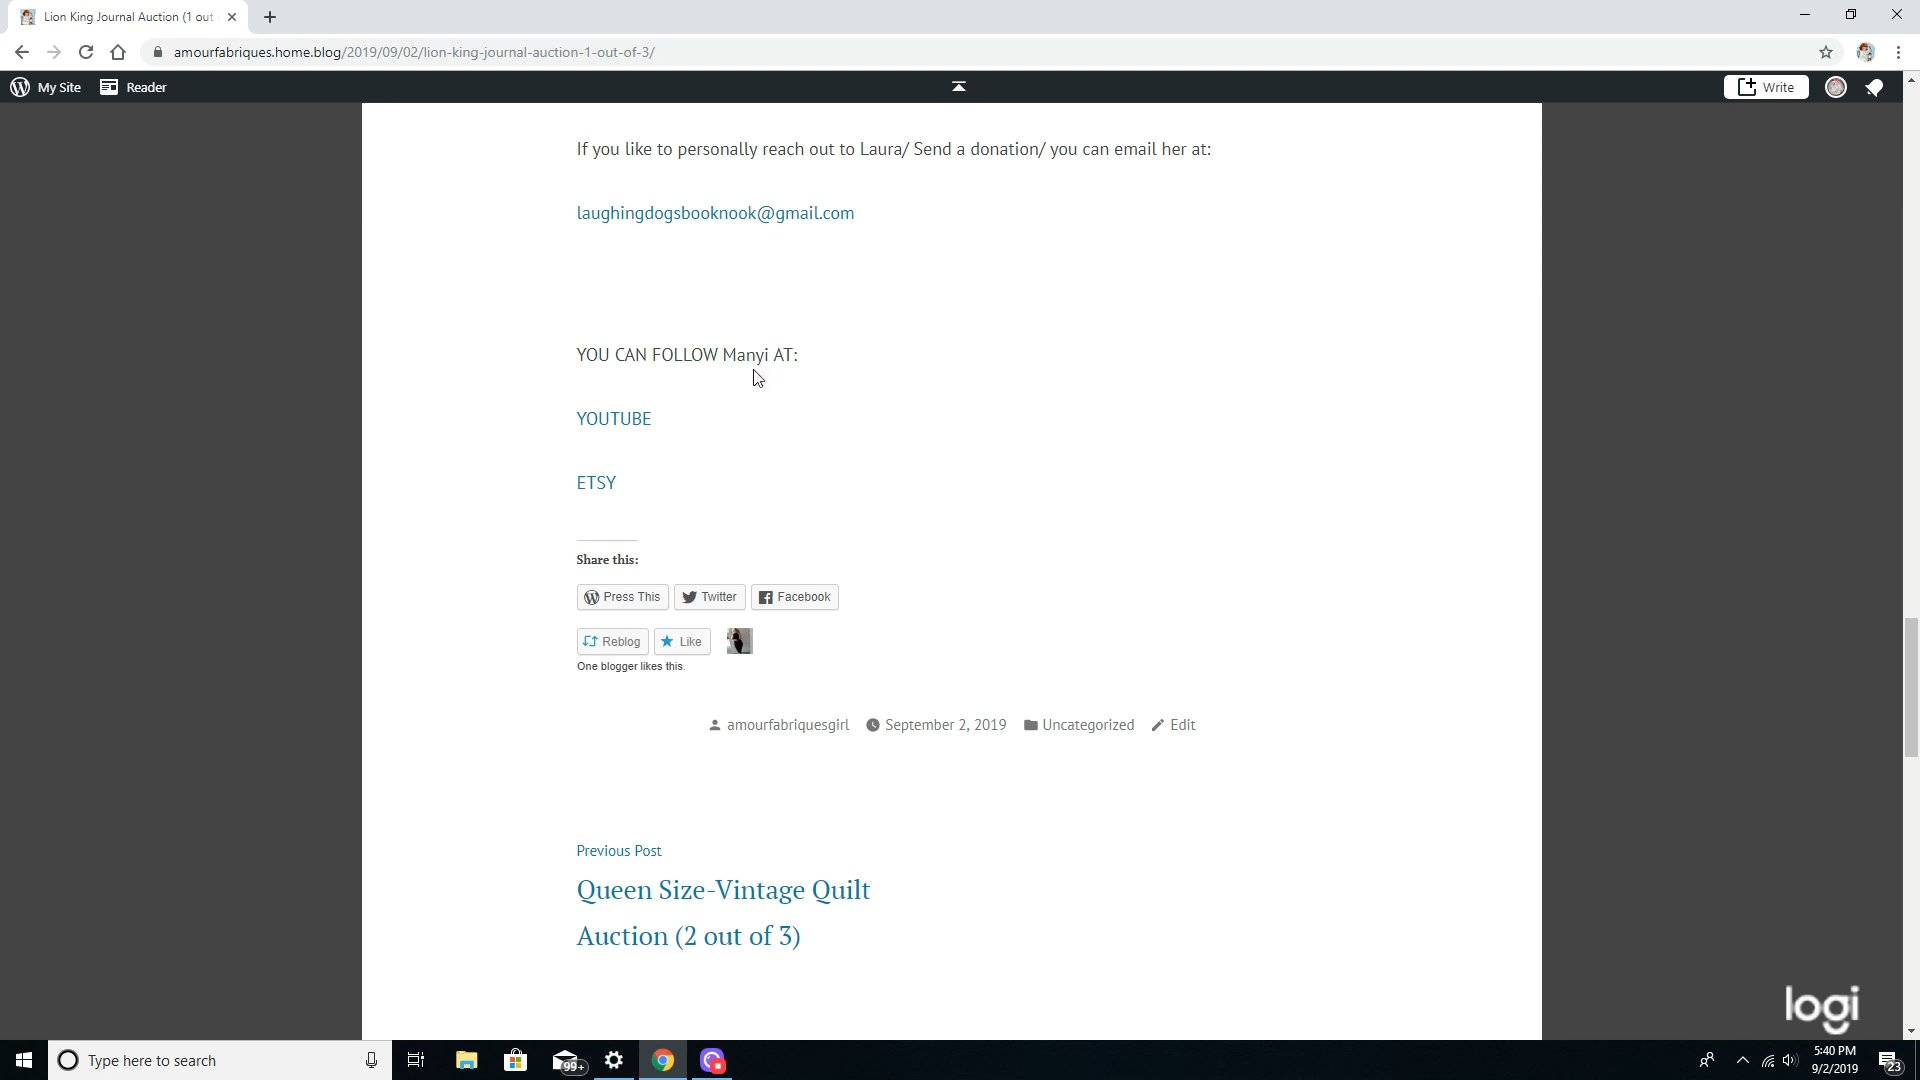 Lion King Journal Auction (1 out
amourfabriques.home.blog/2019/09/02/lion-king-journal-auction-1-out-of-3/
My Site
Reader
Write
If you like to personally reach out to Laura/ Send a donation/ you can email her at:
laughingdogsbooknook@gmail.com
YOU CAN FOLLOW Manyi AT:
YOUTUBE
ETSY
Share this:
Press This
Twitter
Facebook
Reblog
Like
One blogger likes this.
amourfabriquesgirl
September 2, 2019
Uncategorized
Edit
Previous Post
Queen Size-Vintage Quilt
Auction (2 out of 3)
logi
Type here to search
99+
5:40 PM
9/2/2019
23